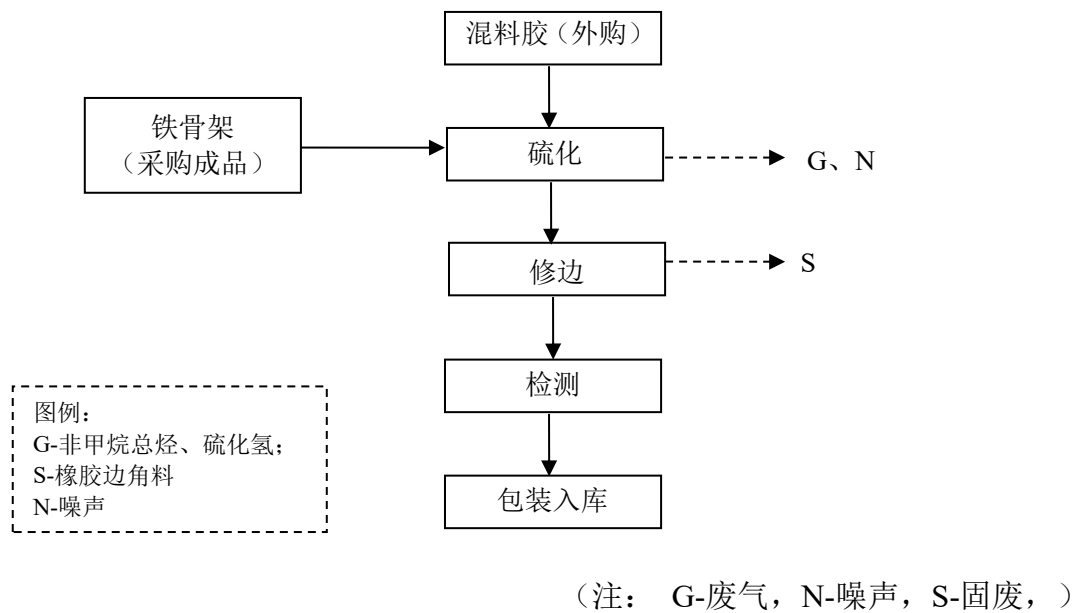 混料胶（外购）
铁骨架
（采购成品）
硫化
G、N
修边
S
检测
图例：
G-非甲烷总烃、硫化氢；
S-橡胶边角料
N-噪声
包装入库
（注： G-废气，N-噪声，S-固废，）